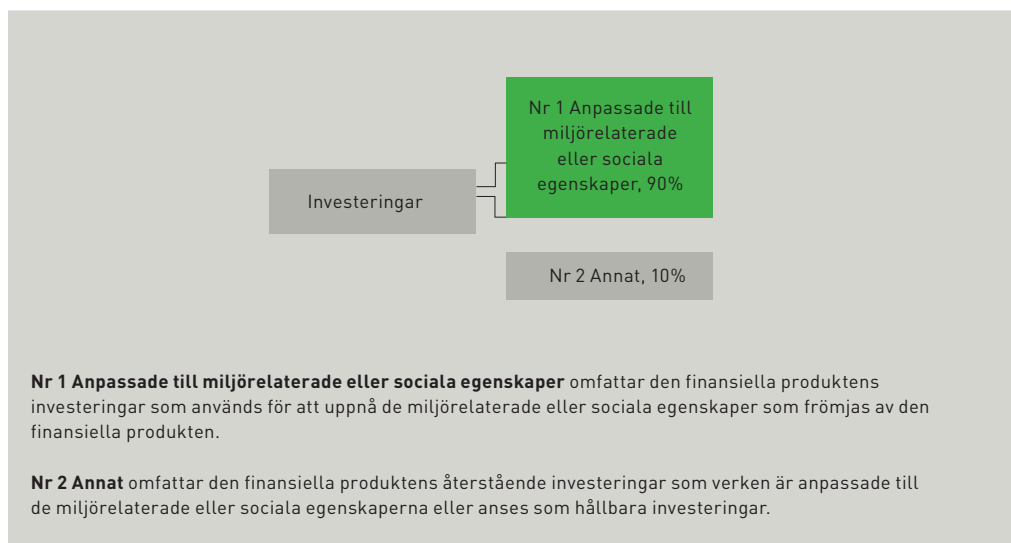 Nr 1 Anpassade till
miljörelaterade
eller sociala
egenskaper, 90%
Investeringar
Nr 2 Annat, 10%
Nr 1 Anpassade till miljörelaterade eller sociala egenskaper omfattar den finansiella produktens
investeringar som används för att uppnå de miljörelaterade eller sociala egenskaper som främjas av den
finansiella produkten.
Nr 2 Annat omfattar den finansiella produktens återstående investeringar som verken är anpassade till
de miljörelaterade eller sociala egenskaperna eller anses som hållbara investeringar.